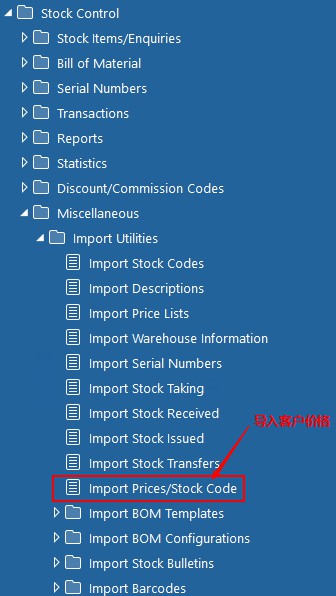 Stock Control
Stock Items/Enquiries
Bill of Material
Serial Numbers
Transactions
Reports
Statistics
Discount/Commission Codes
Miscellaneous
Import Utilities
Import Stock Codes
Import Descriptions
Import Price Lists
Import Warehouse Information
Import Serial Numbers
Import Stock Taking
Import Stock Received
导入客户价格
Import Stock Issued
Import Stock Transfers
Import Prices/Stock Code
Import BOM Templates
Import BOM Configurations
Import Stock Bulletins
Import Barcodes